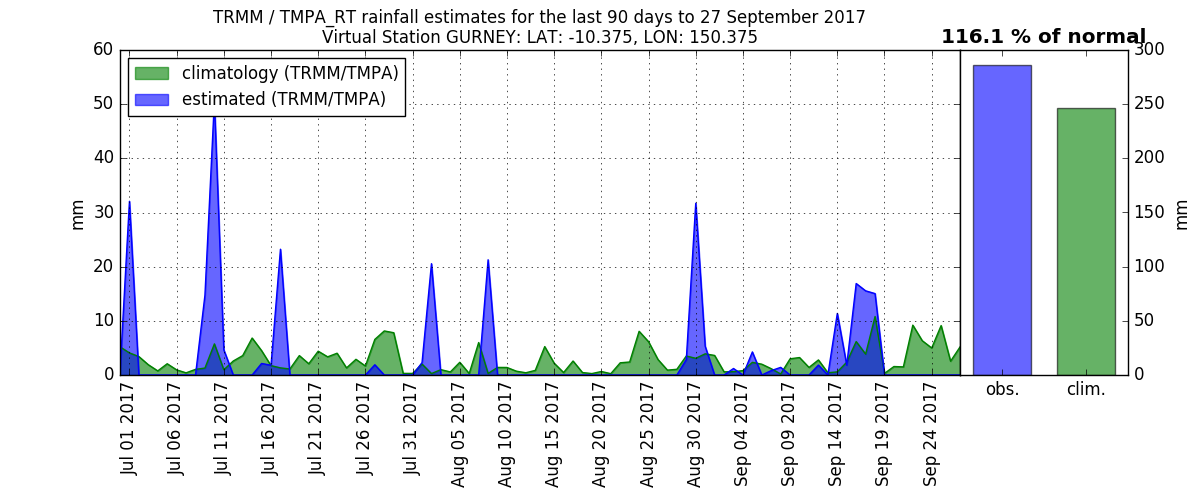 TRMM / TMPA_RT rainfall estimates for the last 90 days to 27 September 2017
Virtual Station GURNEY: LAT: -10.375, LON: 150.375
116.1 % of normal
climatology (TRMM/TMPA)
estimated (TRMM/TMPA)
60
50
40
30
20
10
0
mm
300
250
200
150
100
50
0
mm
Jul 01 2017
Jul 06 2017
Jul 11 2017
Jul 16 2017
Jul 21 2017
Jul 26 2017
Jul 31 2017
Aug 05 2017
Aug 10 2017
Aug 15 2017
Aug 20 2017
Aug 25 2017
Aug 30 2017
Sep 04 2017
Sep 09 2017
Sep 14 2017
Sep 19 2017
Sep 24 2017
obs.
clim.